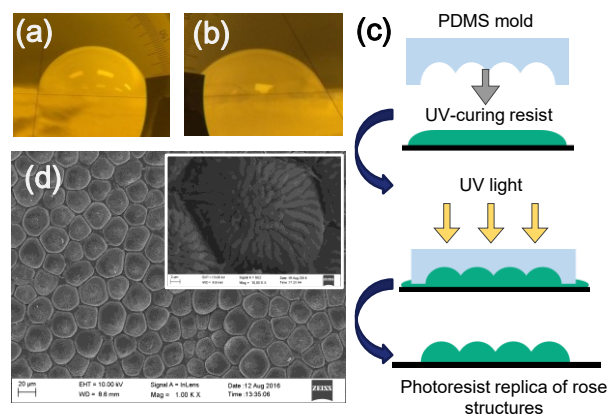 (a)
(b)
(c)
PDMS mold
UV-curing resist
UV light
(d)
20 µm
EHT = 10.00 kV
WD = 8.6 mm
Signal A = InLens
Mag = 1.00 K X
Date :12 Aug 2016
Time :13:35:06
ZEISS
Photoresist replica of rose
structures